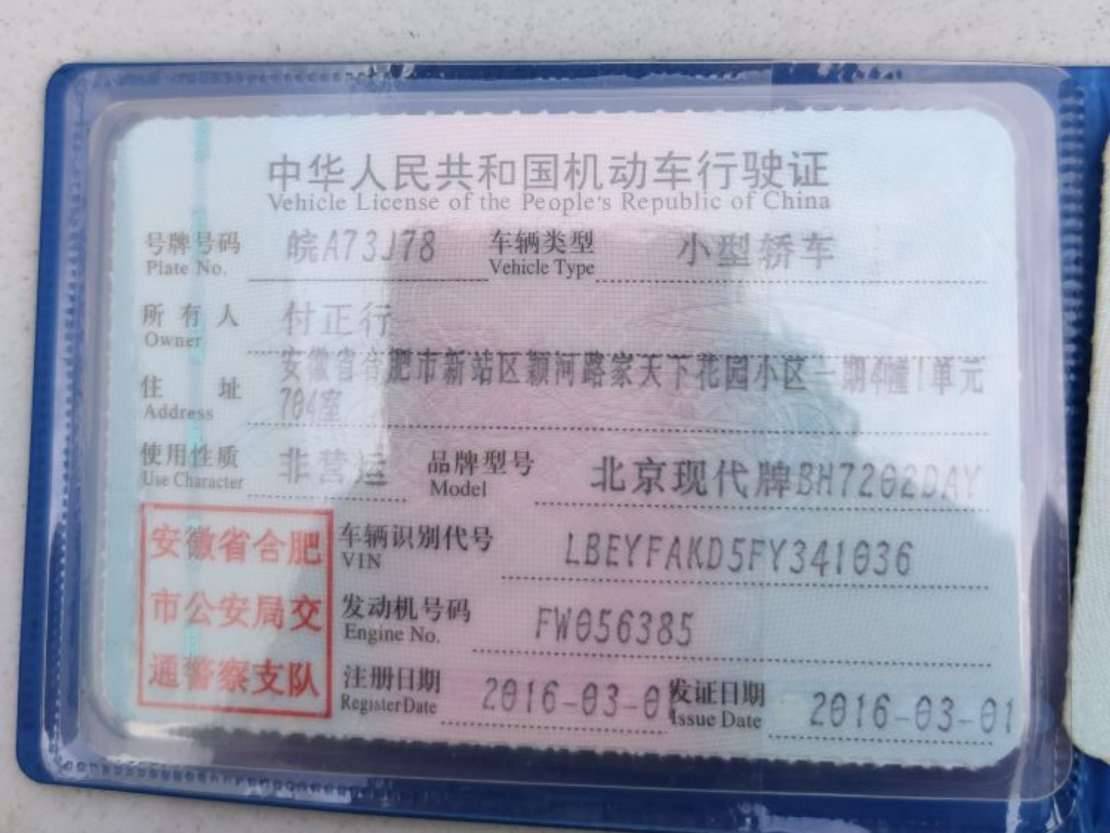 中华人民共和国机动车行驶证
Vehicle License of the People's Republic of China
号牌号码 皖A73J78 车辆类型 小型轿车
Plate No. Vehicle Type
所有人 付正行
Owner
安徽省合肥市新站区颍河路家天下花园小区一期4幢1单元
住址 704室
Address
使用性质 非营运 品牌型号 北京现代牌BH7202DAY
Use Character Model
安徽省合肥 车辆识别代号 LBEYFAKD5FY341036
VIN
市公安局交 发动机号码 FW056385
Engine No.
通警察支队 注册日期 2016-03-01 发证日期 2016-03-01
Register Date Issue Date